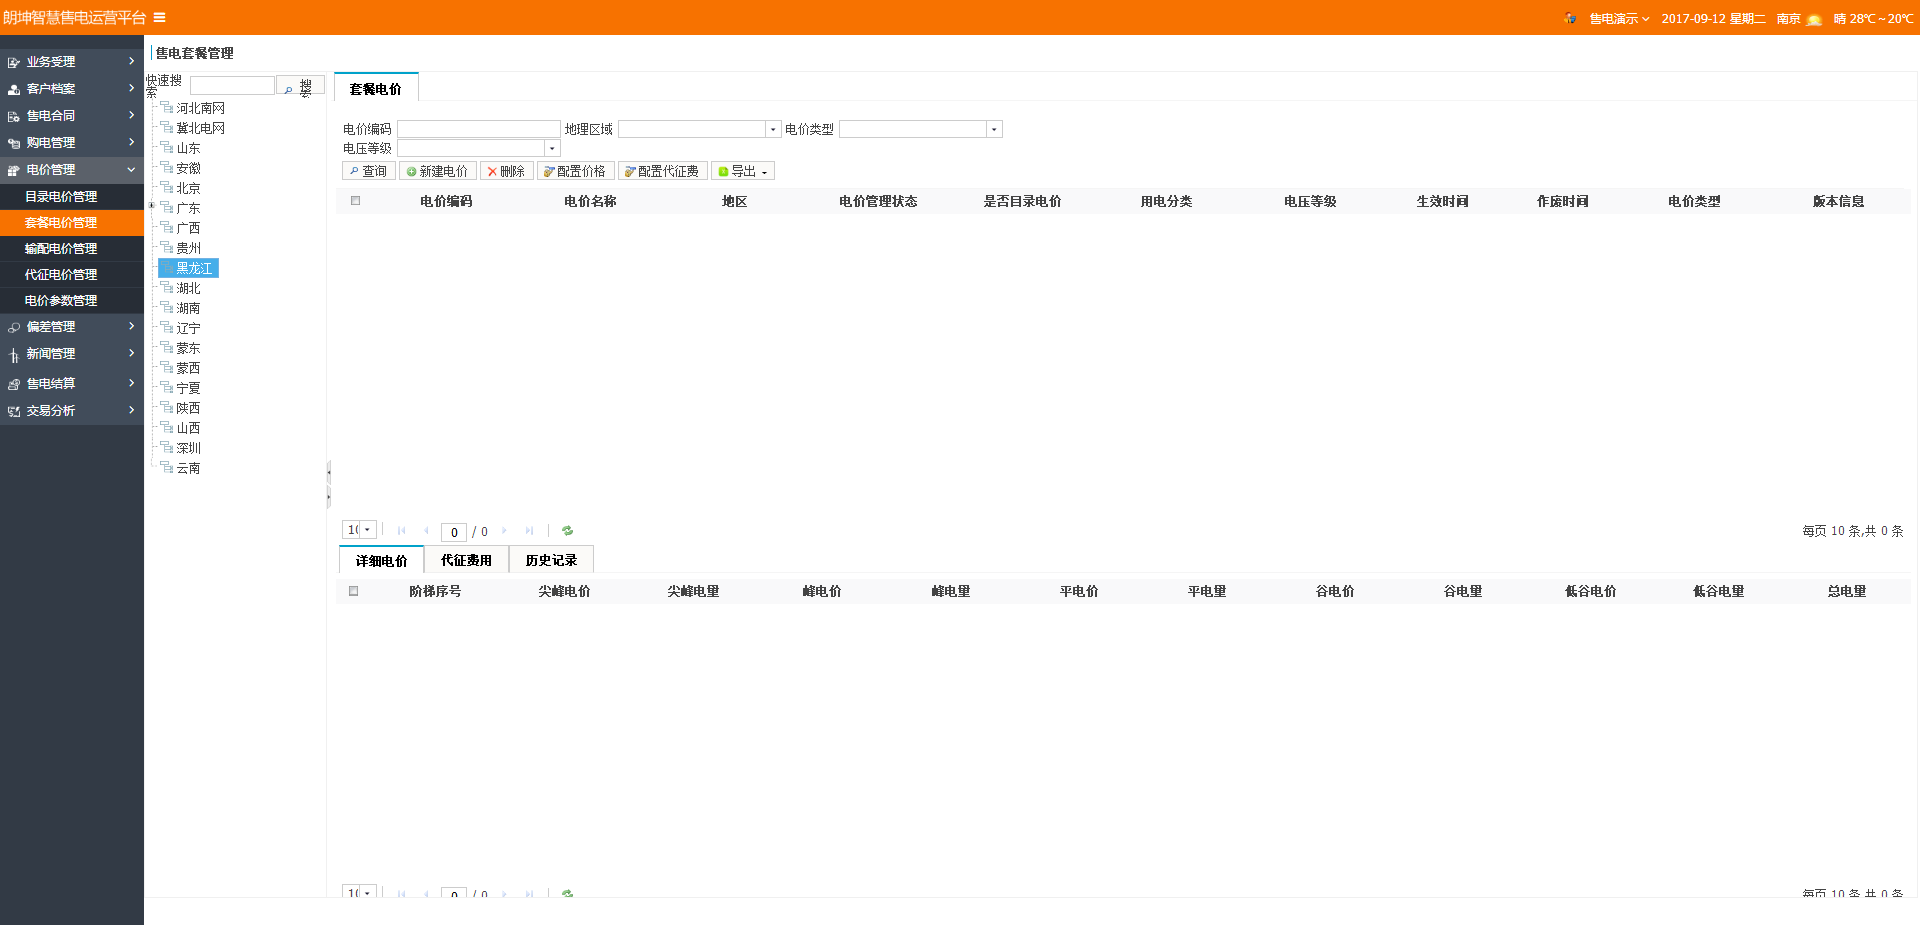 朗坤智慧售电运营平台
售电演示 2017-09-12 星期二 南京 晴 28℃~20℃
业务受理
客户档案
售电合同
购电管理
电价管理
目录电价管理
套餐电价管理
输配电价管理
代征电价管理
电价参数管理
偏差管理
新闻管理
售电结算
交易分析
售电套餐管理
快速搜索 搜索
河北南网
冀北电网
山东
安徽
北京
广东
广西
贵州
黑龙江
湖北
湖南
辽宁
蒙东
蒙西
宁夏
陕西
山西
深圳
云南
套餐电价
电价编码 地理区域 电价类型
电压等级
查询 新建电价 删除 配置价格 配置代征费 导出
电价编码 电价名称 地区 电价管理状态 是否目录电价 用电分类 电压等级 生效时间 作废时间 电价类型 版本信息
10 0 / 0 每页 10 条,共 0 条
详细电价 代征费用 历史记录
阶梯序号 尖峰电价 尖峰电量 峰电价 峰电量 平电价 平电量 谷电价 谷电量 低谷电价 低谷电量 总电量
10 0 / 0 每页 10 条,共 0 条